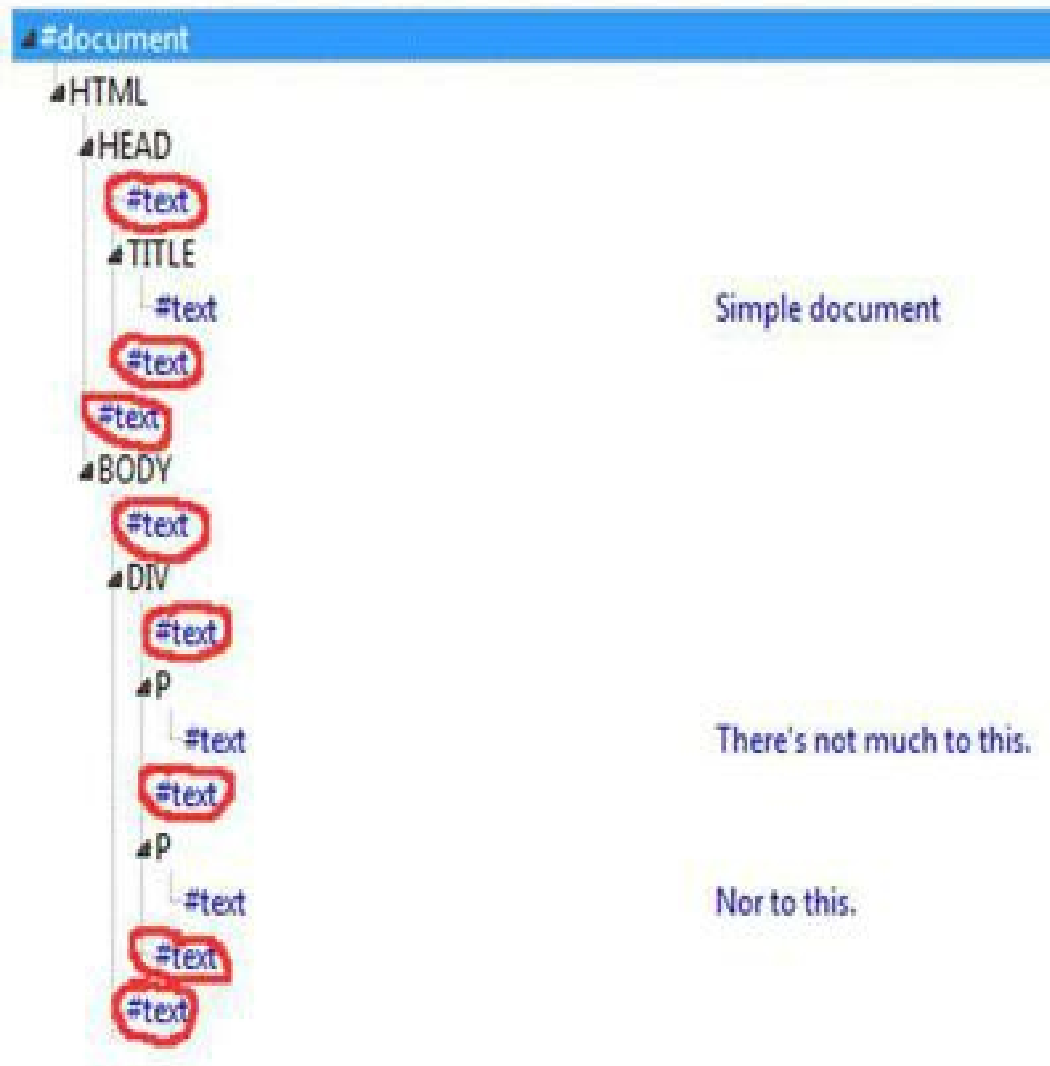 #document
HTML
HEAD
#text
TITLE
#text Simple document
#text
#text
BODY
#text
DIV
#text
P
#text There's not much to this.
#text
P
#text Nor to this.
#text
#text